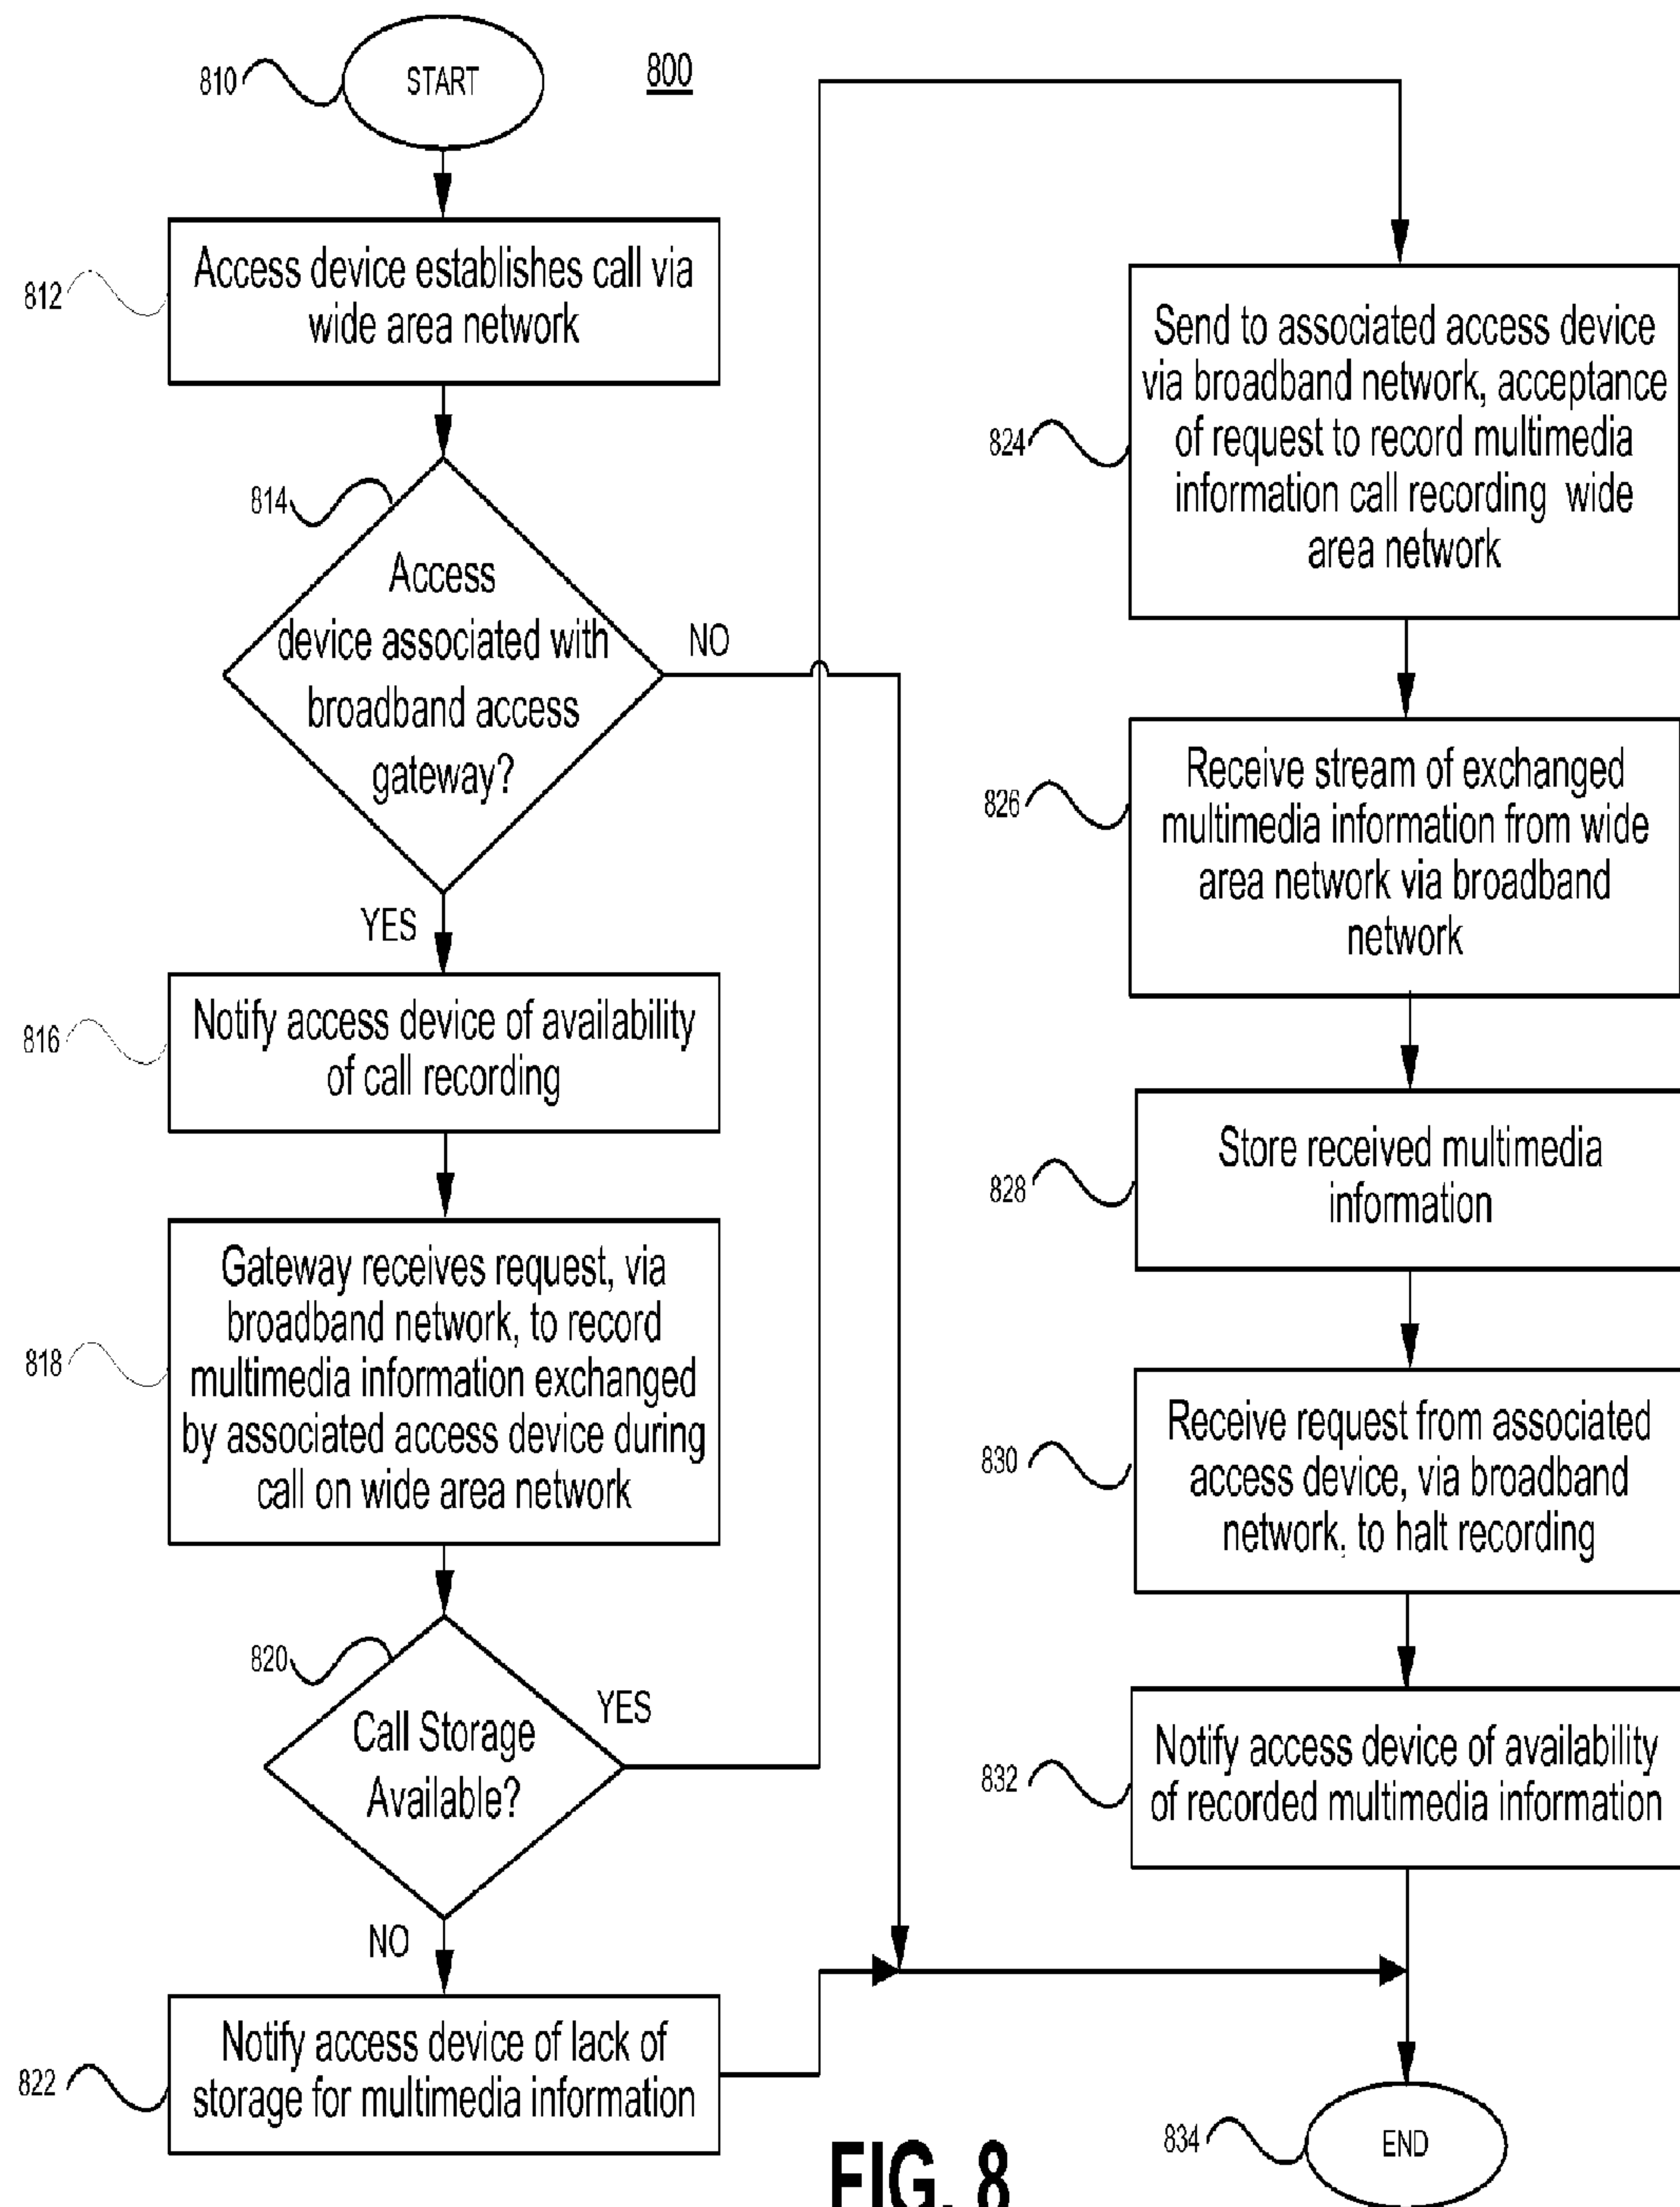 810
START
800
812
Access device establishes call via
wide area network
814
Access
device associated with
broadband access
gateway?
NO
YES
816
Notify access device of availability
of call recording
818
Gateway receives request, via
broadband network, to record
multimedia information exchanged
by associated access device during
call on wide area network
820
Call Storage
Available?
YES
NO
822
Notify access device of lack of
storage for multimedia information
824
Send to associated access device
via broadband network, acceptance
of request to record multimedia
information call recording wide
area network
826
Receive stream of exchanged
multimedia information from wide
area network via broadband
network
828
Store received multimedia
information
830
Receive request from associated
access device, via broadband
network, to halt recording
832
Notify access device of availability
of recorded multimedia information
834
END
FIG. 8